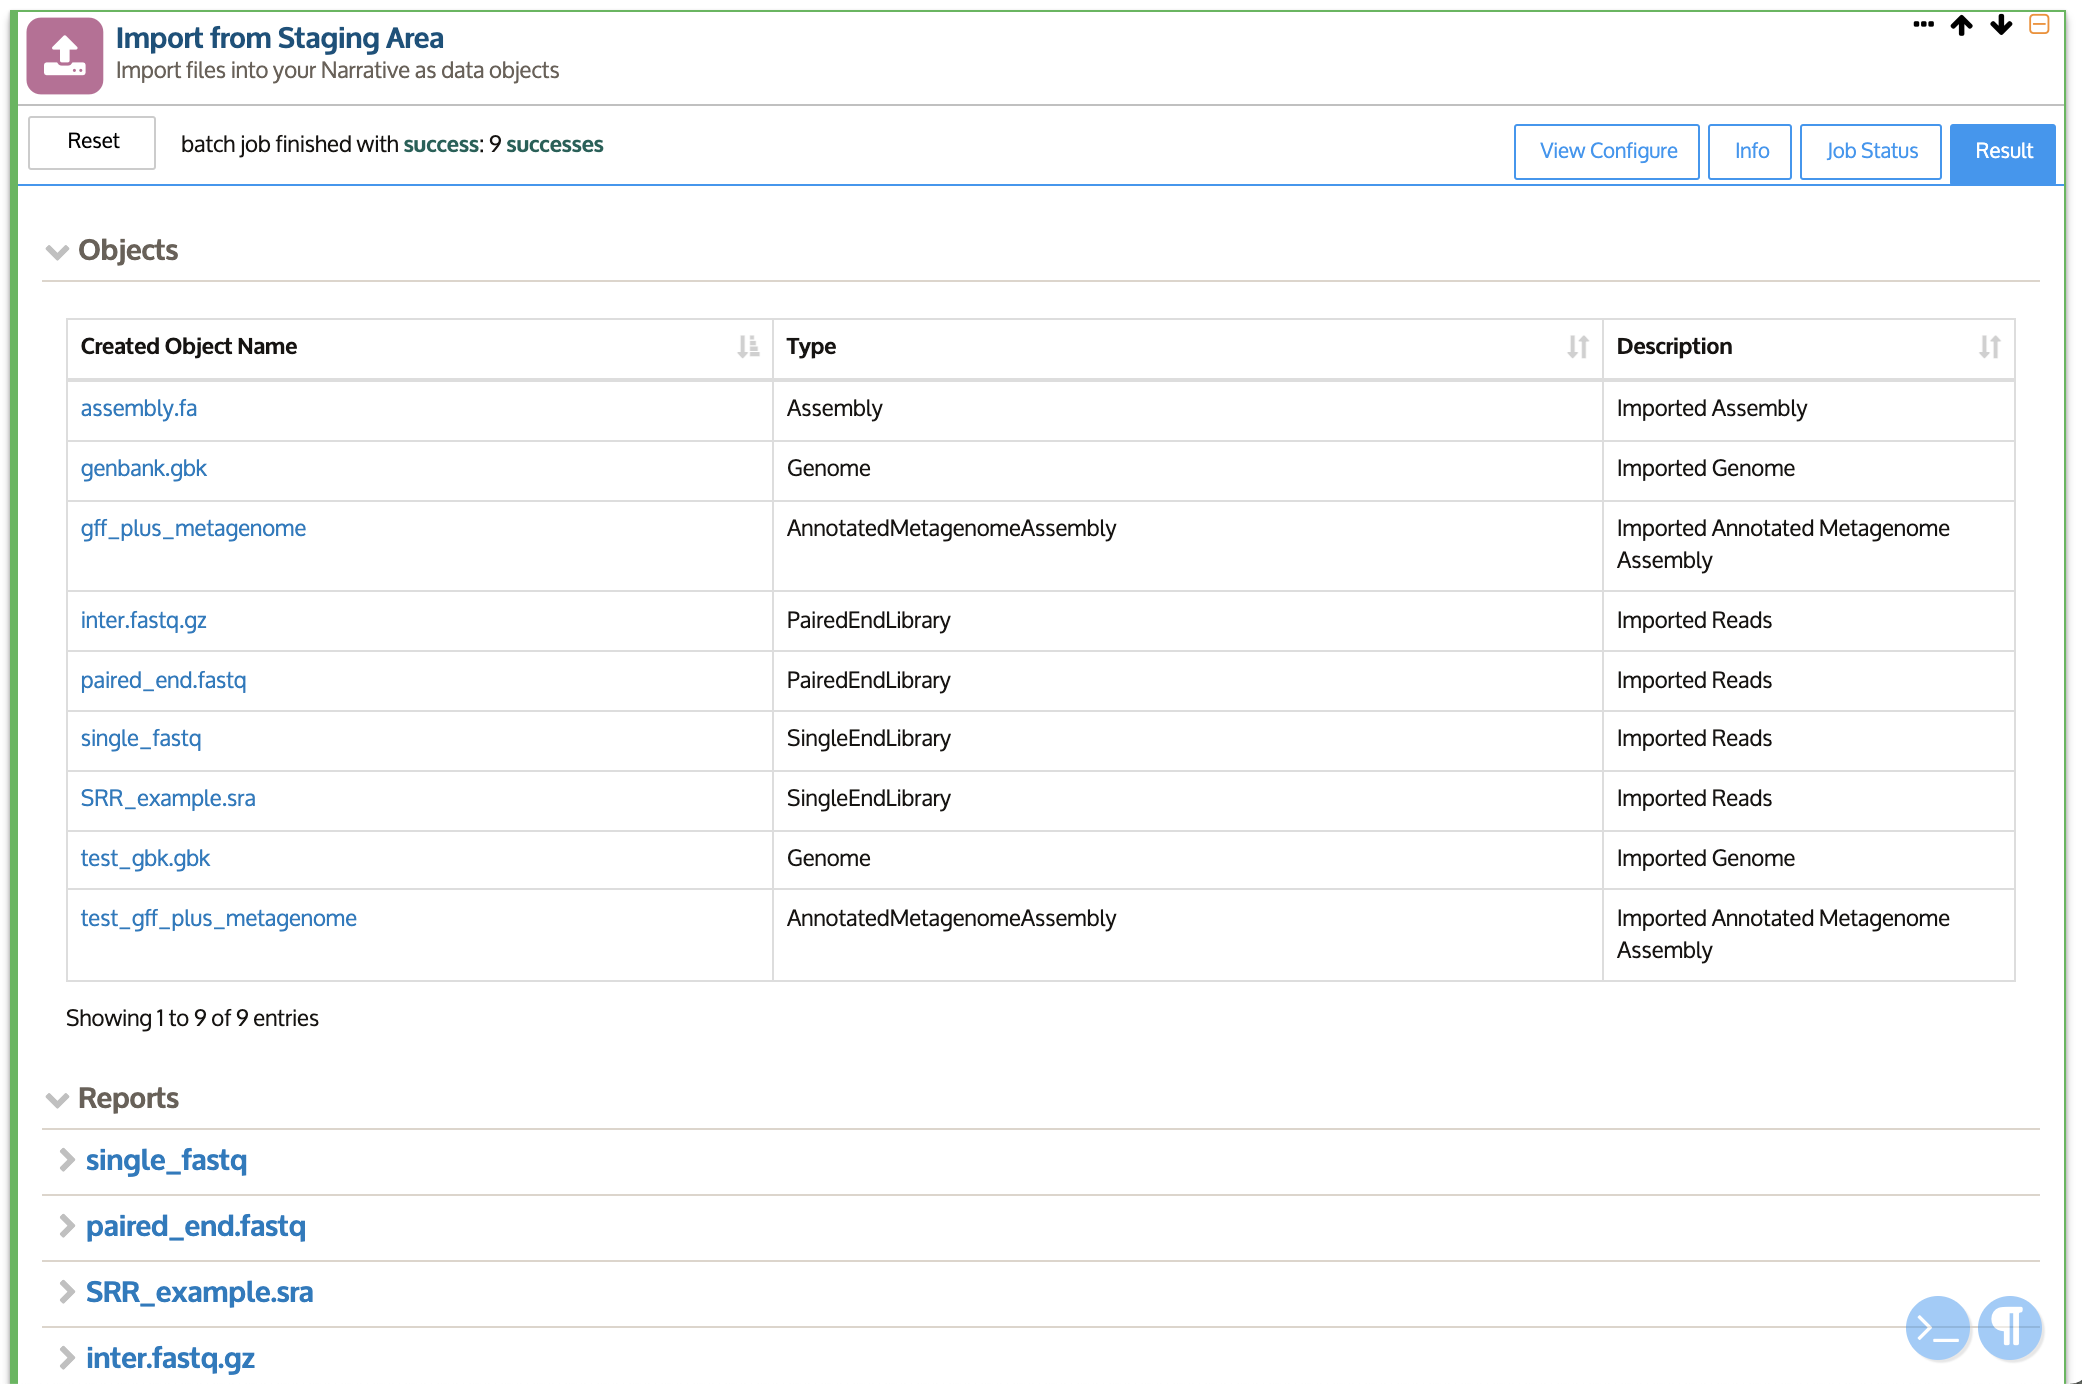 Import from Staging Area
Import files into your Narrative as data objects
Reset
batch job finished with success: 9 successes
View Configure
Info
Job Status
Result
Objects
Created Object Name Type Description
assembly.fa Assembly Imported Assembly
genbank.gbk Genome Imported Genome
gff_plus_metagenome AnnotatedMetagenomeAssembly Imported Annotated Metagenome
Assembly
inter.fastq.gz PairedEndLibrary Imported Reads
paired_end.fastq PairedEndLibrary Imported Reads
single_fastq SingleEndLibrary Imported Reads
SRR_example.sra SingleEndLibrary Imported Reads
test_gbk.gbk Genome Imported Genome
test_gff_plus_metagenome AnnotatedMetagenomeAssembly Imported Annotated Metagenome
Assembly
Showing 1 to 9 of 9 entries
Reports
single_fastq
paired_end.fastq
SRR_example.sra
inter.fastq.gz